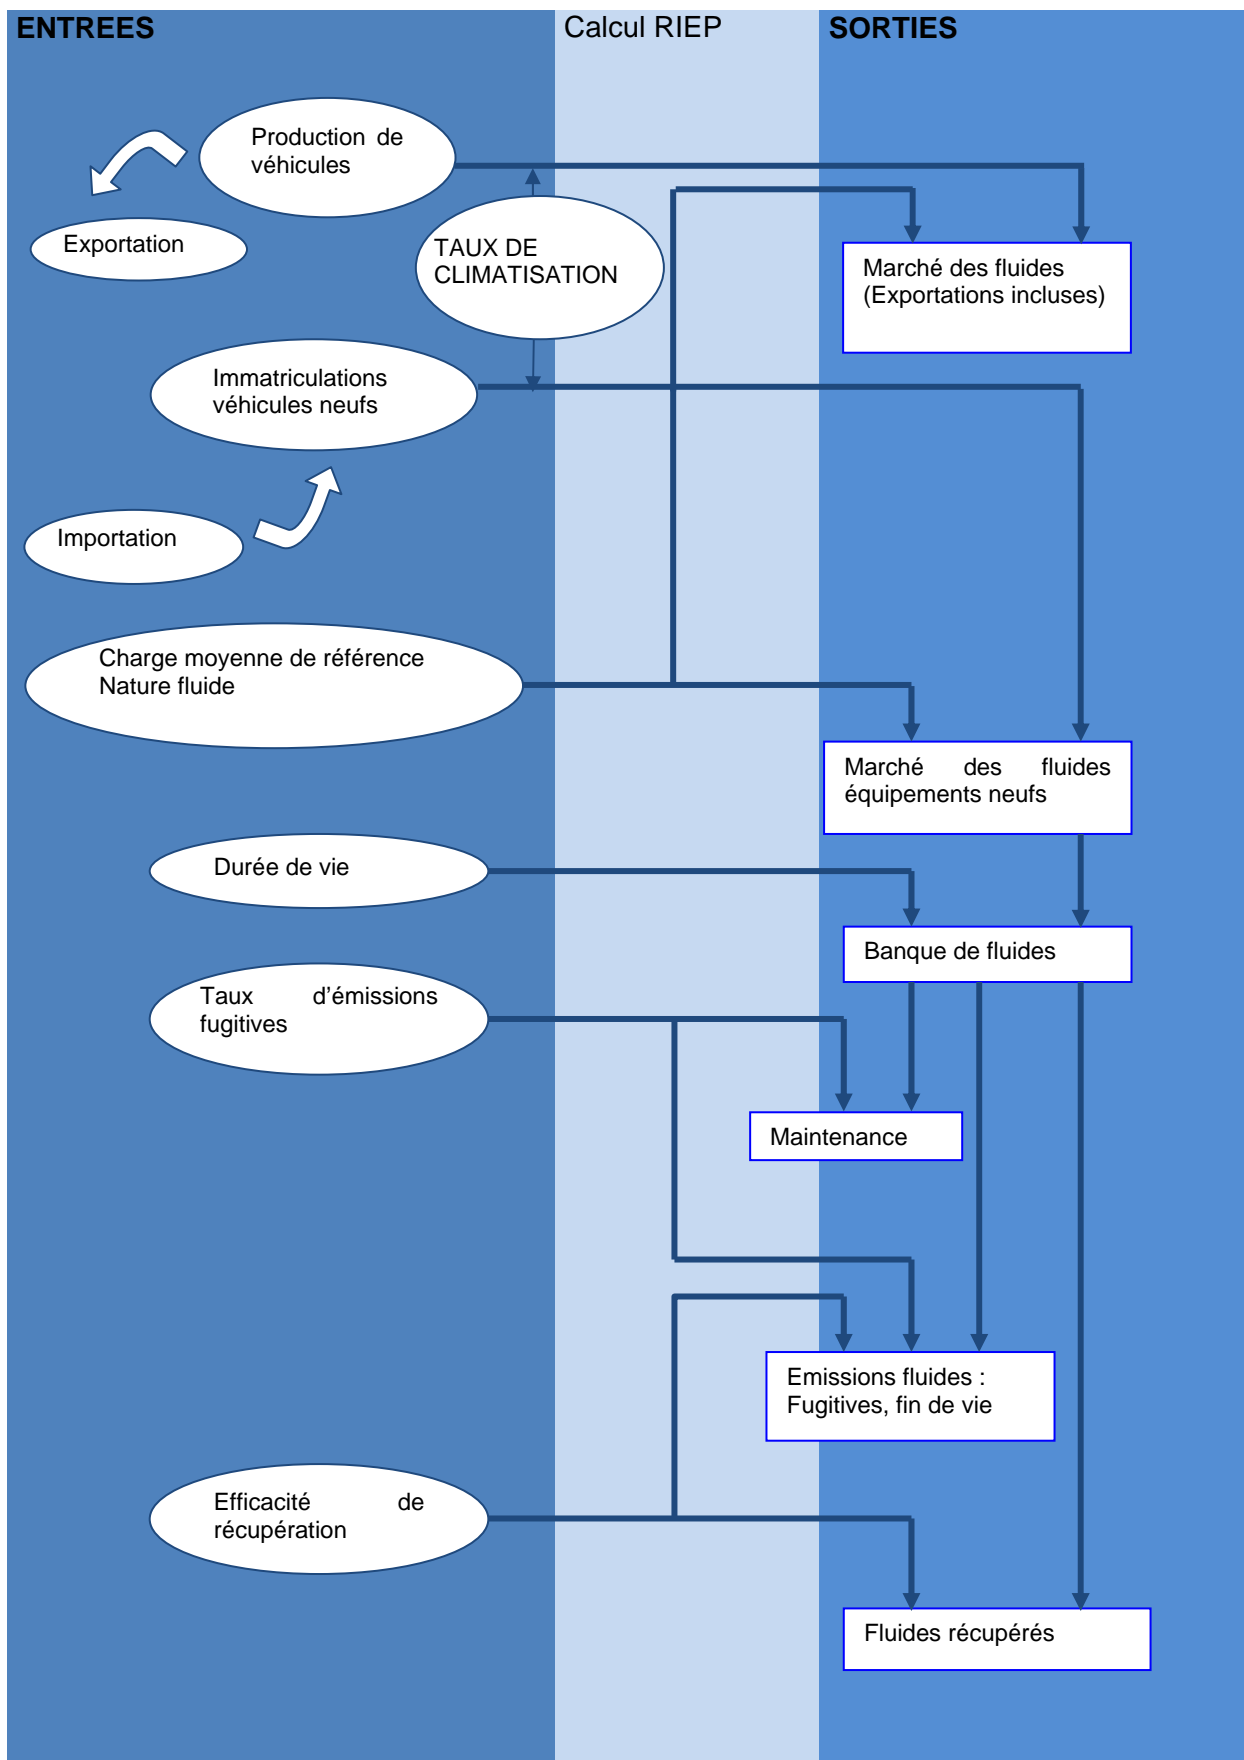 ENTREES
Calcul RIEP
SORTIES
Production de
véhicules
Exportation
TAUX DE
CLIMATISATION
Marché des fluides
(Exportations incluses)
Immatriculations
véhicules neufs
Importation
Charge moyenne de référence
Nature fluide
Marché des fluides
équipements neufs
Durée de vie
Banque de fluides
Taux d’émissions
fugitives
Maintenance
Emissions fluides :
Fugitives, fin de vie
Efficacité de
récupération
Fluides récupérés